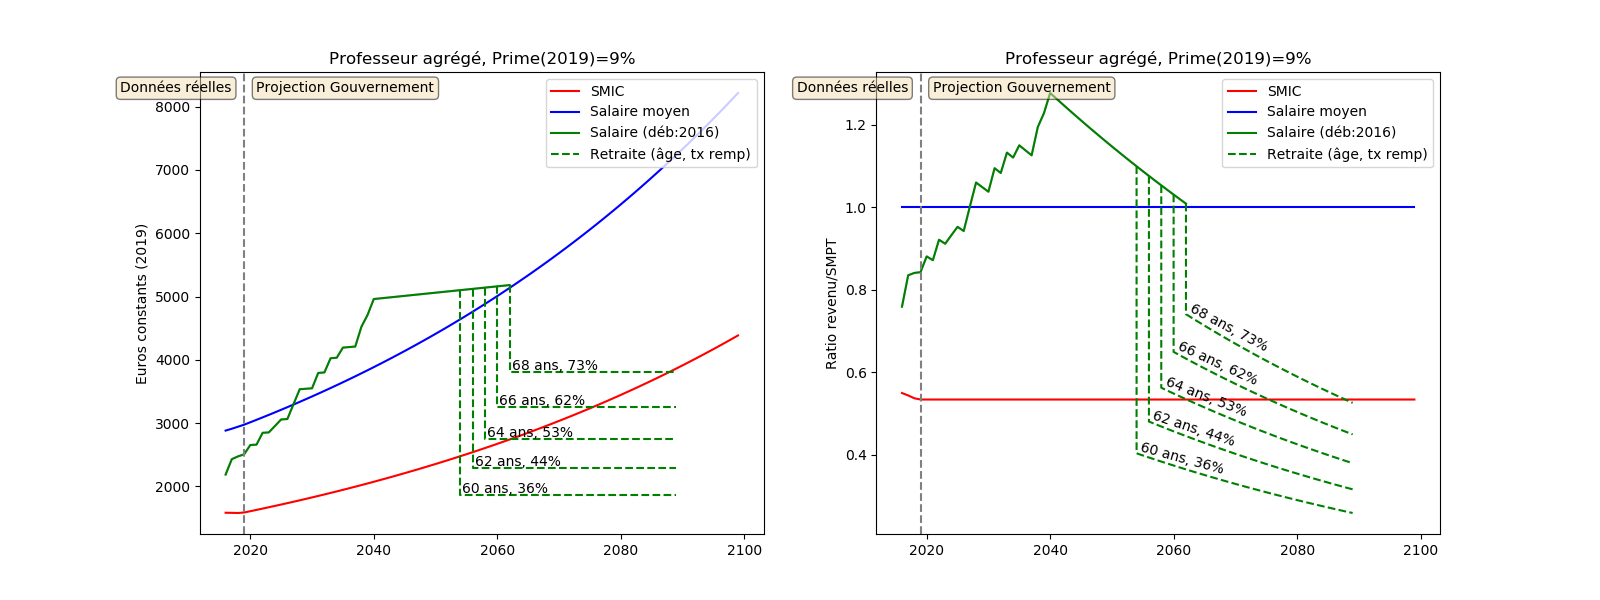 Professeur agrégé, Prime(2019)=9%
Données réelles
Projection Gouvernement
SMIC
Salaire moyen
Salaire (déb:2016)
Retraite (âge, tx remp)
Euros constants (2019)
8000
7000
6000
5000
4000
3000
2000
68 ans, 73%
66 ans, 62%
64 ans, 53%
62 ans, 44%
60 ans, 36%
2020
2040
2060
2080
2100
Professeur agrégé, Prime(2019)=9%
Données réelles
Projection Gouvernement
SMIC
Salaire moyen
Salaire (déb:2016)
Retraite (âge, tx remp)
Ratio revenu/SMPT
1.2
1.0
0.8
0.6
0.4
68 ans, 73%
66 ans, 62%
64 ans, 53%
62 ans, 44%
60 ans, 36%
2020
2040
2060
2080
2100